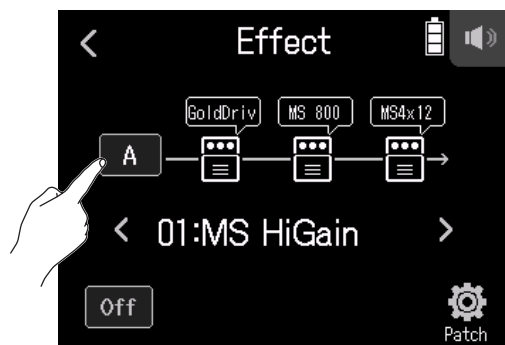 Effect
GoldDriv MS 800 MS4x12
A
01:MS HiGain
Off
Patch